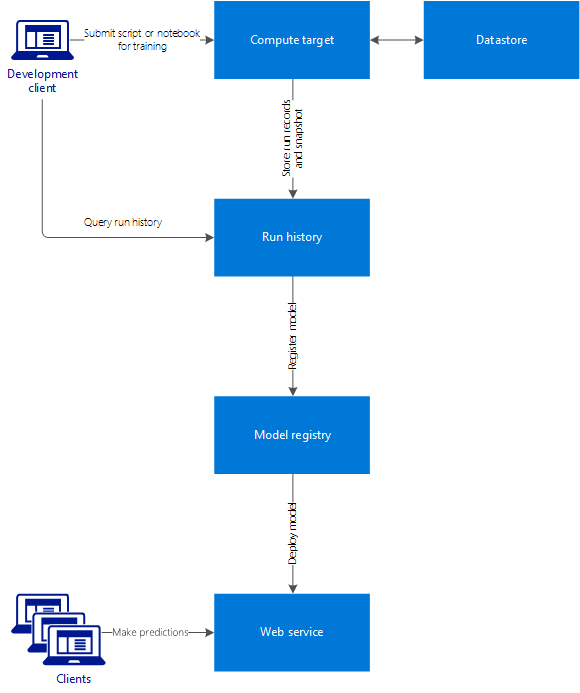 Submit script or notebook
for training
Compute target
Datastore
Development
client
Store run records
and snapshot
Query run history
Run history
Register model
Model registry
Deploy model
Make predictions
Web service
Clients